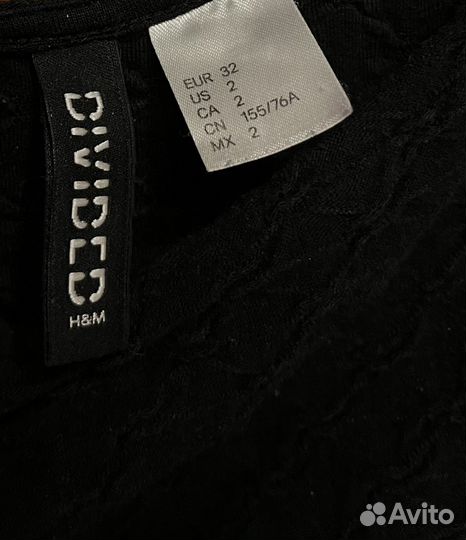 DIVIDED
H&M
EUR 32
US 2
CA 2
CN 155/76A
MX 2
Avito